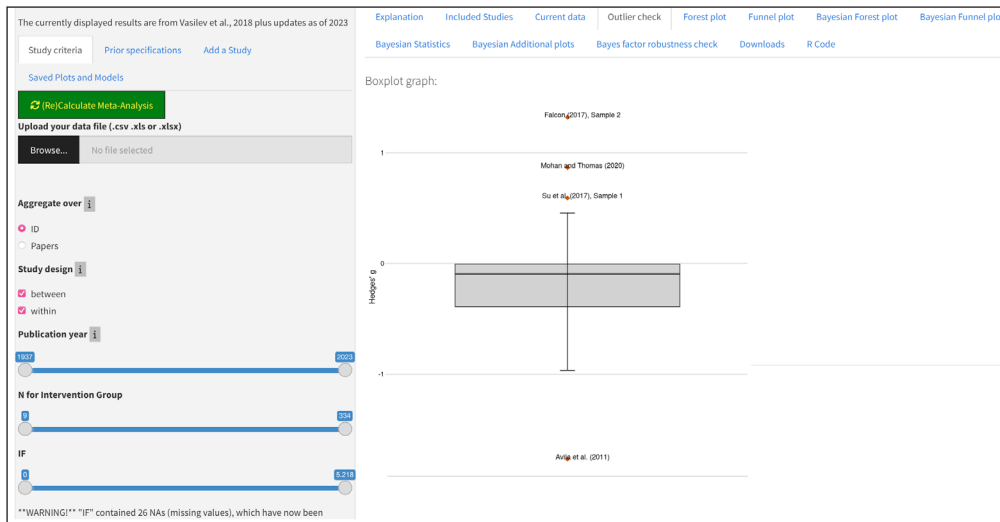 The currently displayed results are from Vasilev et al., 2018 plus updates as of 2023
Study criteria Prior specifications Add a Study
Saved Plots and Models
(Re)Calculate Meta-Analysis
Upload your data file (.csv .xls or .xlsx)
Browse... No file selected
Aggregate over i
ID
Papers
Study design i
between
within
Publication year i
1937 2023
N for Intervention Group
9 334
IF
0 5.218
**WARNING!** "IF" contained 26 NAs (missing values), which have now been
Explanation Included Studies Current data Outlier check Forest plot Funnel plot Bayesian Forest plot Bayesian Funnel plo
Bayesian Statistics Bayesian Additional plots Bayes factor robustness check Downloads R Code
Boxplot graph:
Falcon (2017), Sample 2
1
Mohan and Thomas (2020)
Su et al. (2017), Sample 1
0
Hedges' g
-1
Avila et al. (2011)